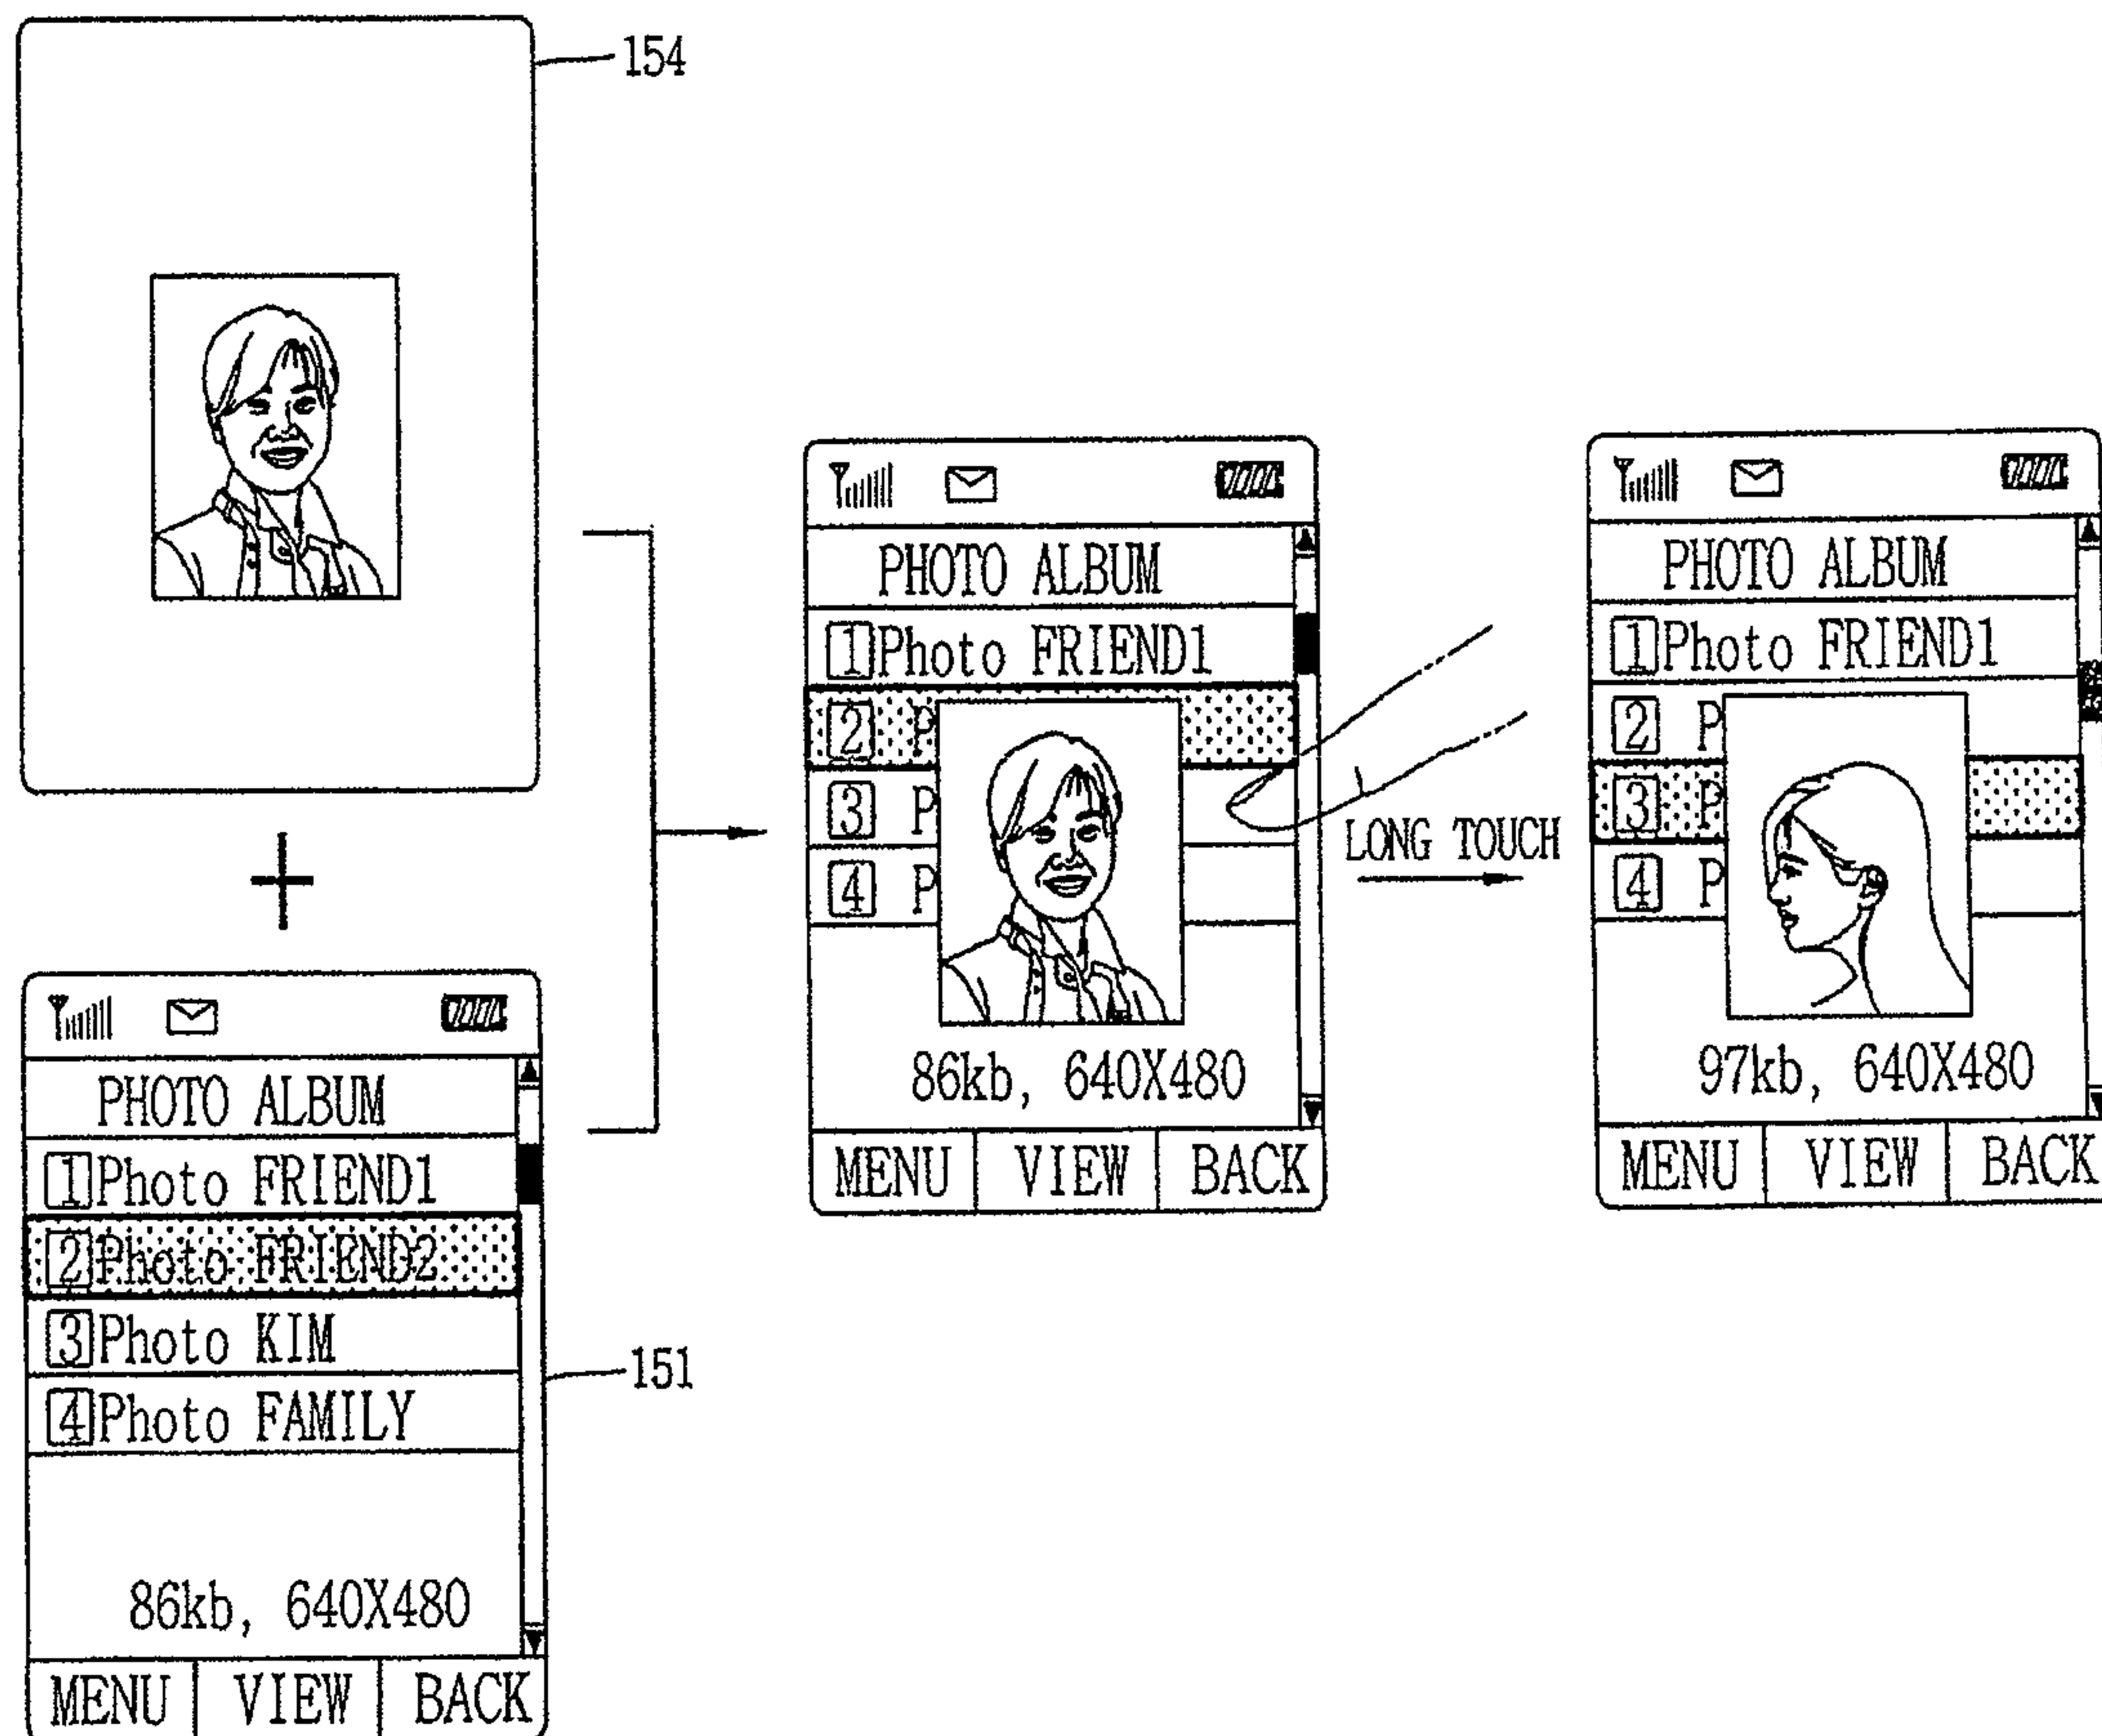 154
PHOTO ALBUM
1 Photo FRIEND1
2 Photo FRIEND2
3 Photo KIM
4 Photo FAMILY
151
86kb, 640X480
MENU VIEW BACK
PHOTO ALBUM
1 Photo FRIEND1
2 P
3 P
4 P
86kb, 640X480
MENU VIEW BACK
LONG TOUCH
PHOTO ALBUM
1 Photo FRIEND1
2 P
3 P
4 P
97kb, 640X480
MENU VIEW BACK